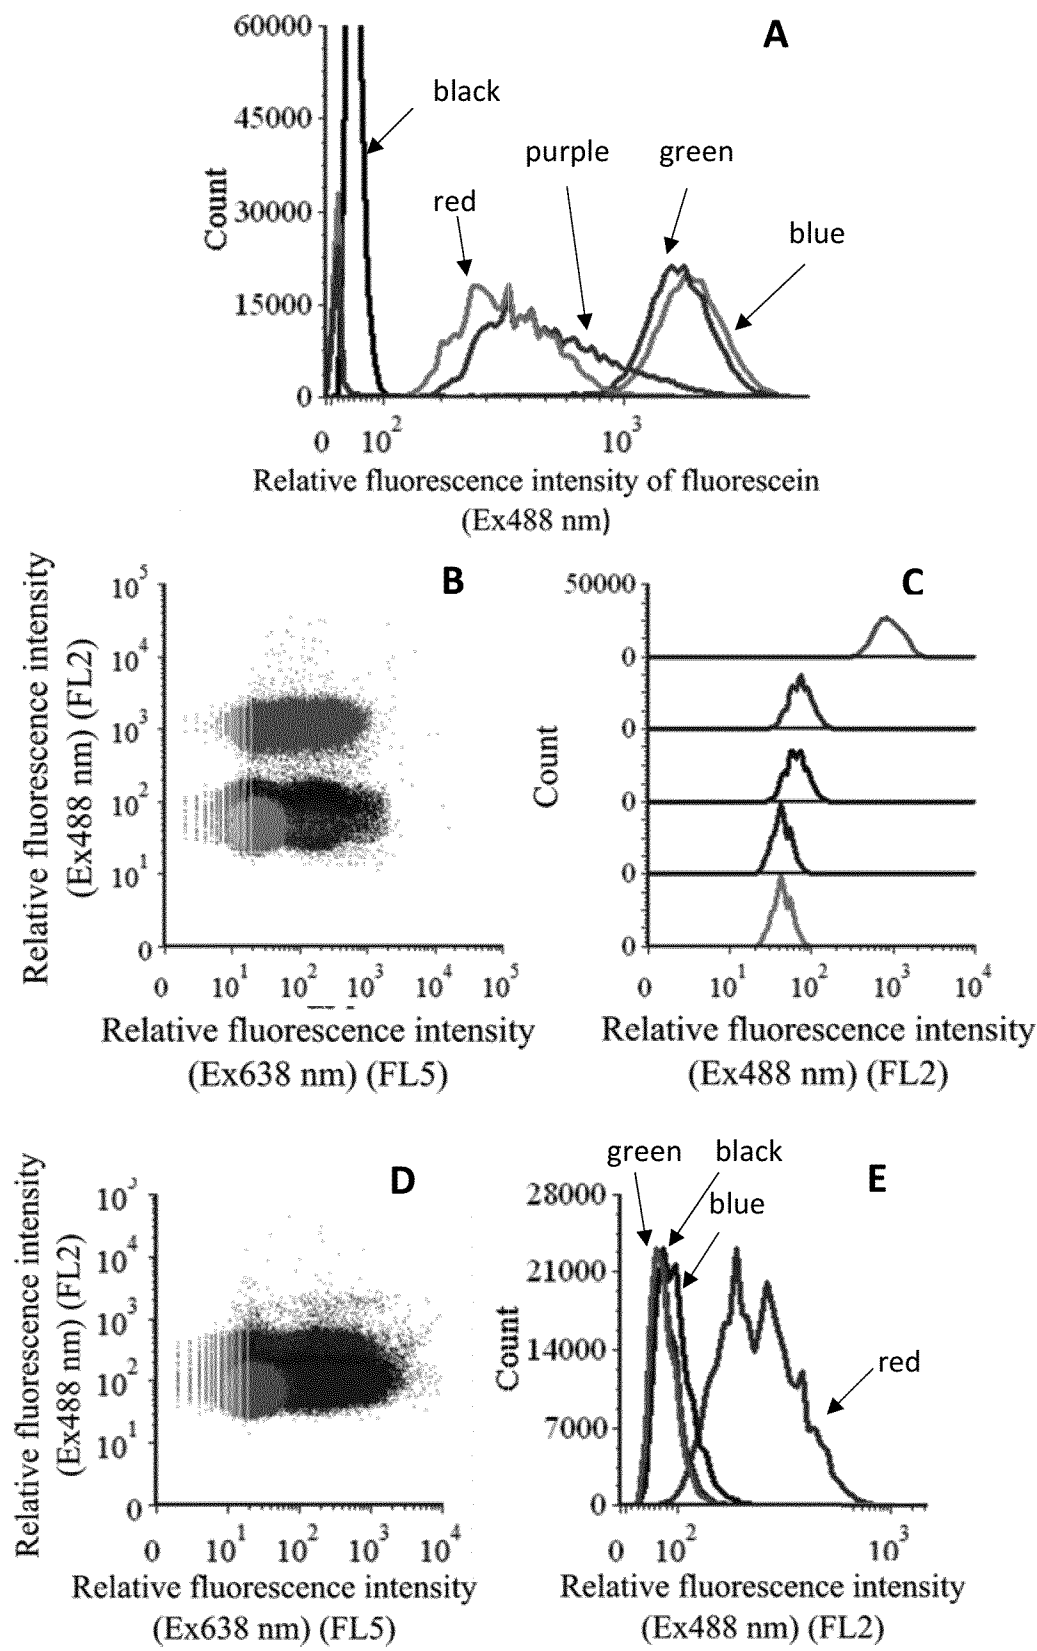 60000
A
45000
black
purple
green
Count
30000
red
blue
15000
0
0 10² 10³
Relative fluorescence intensity of fluorescein
(Ex488 nm)
B
Relative fluorescence intensity
(Ex488 nm) (FL2)
10⁵
10⁴
10³
10²
10¹
0
0 10¹ 10² 10³ 10⁴ 10⁵
Relative fluorescence intensity
(Ex638 nm) (FL5)
C
50000
0
0
Count
0
0
0
0 10¹ 10² 10³ 10⁴
Relative fluorescence intensity
(Ex488 nm) (FL2)
D
Relative fluorescence intensity
(Ex488 nm) (FL2)
10⁴
10³
10²
10¹
0
0 10¹ 10² 10³ 10⁴
Relative fluorescence intensity
(Ex638 nm) (FL5)
green black
E
28000
blue
21000
Count
14000
red
7000
0
0 10² 10³
Relative fluorescence intensity
(Ex488 nm) (FL2)